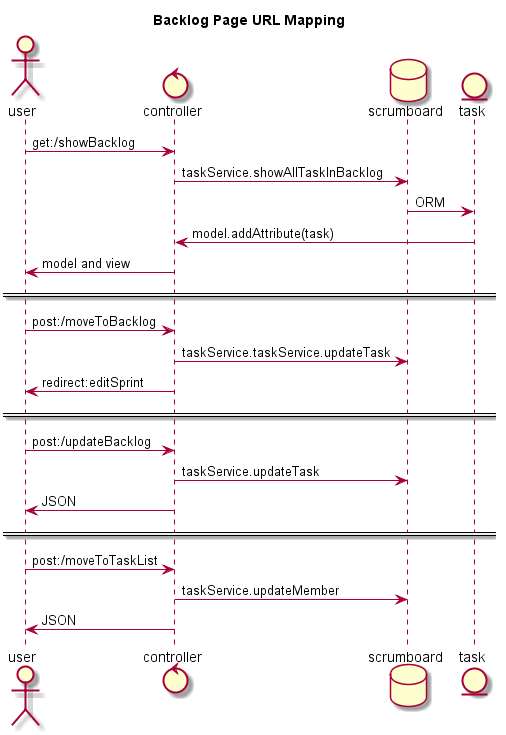 Backlog Page URL Mapping
user
controller
scrumboard
task
get:/showBacklog
taskService.showAllTaskInBacklog
ORM
model.addAttribute(task)
model and view
post:/moveToBacklog
taskService.taskService.updateTask
redirect:editSprint
post:/updateBacklog
taskService.updateTask
JSON
post:/moveToTaskList
taskService.updateMember
JSON
user
controller
scrumboard
task